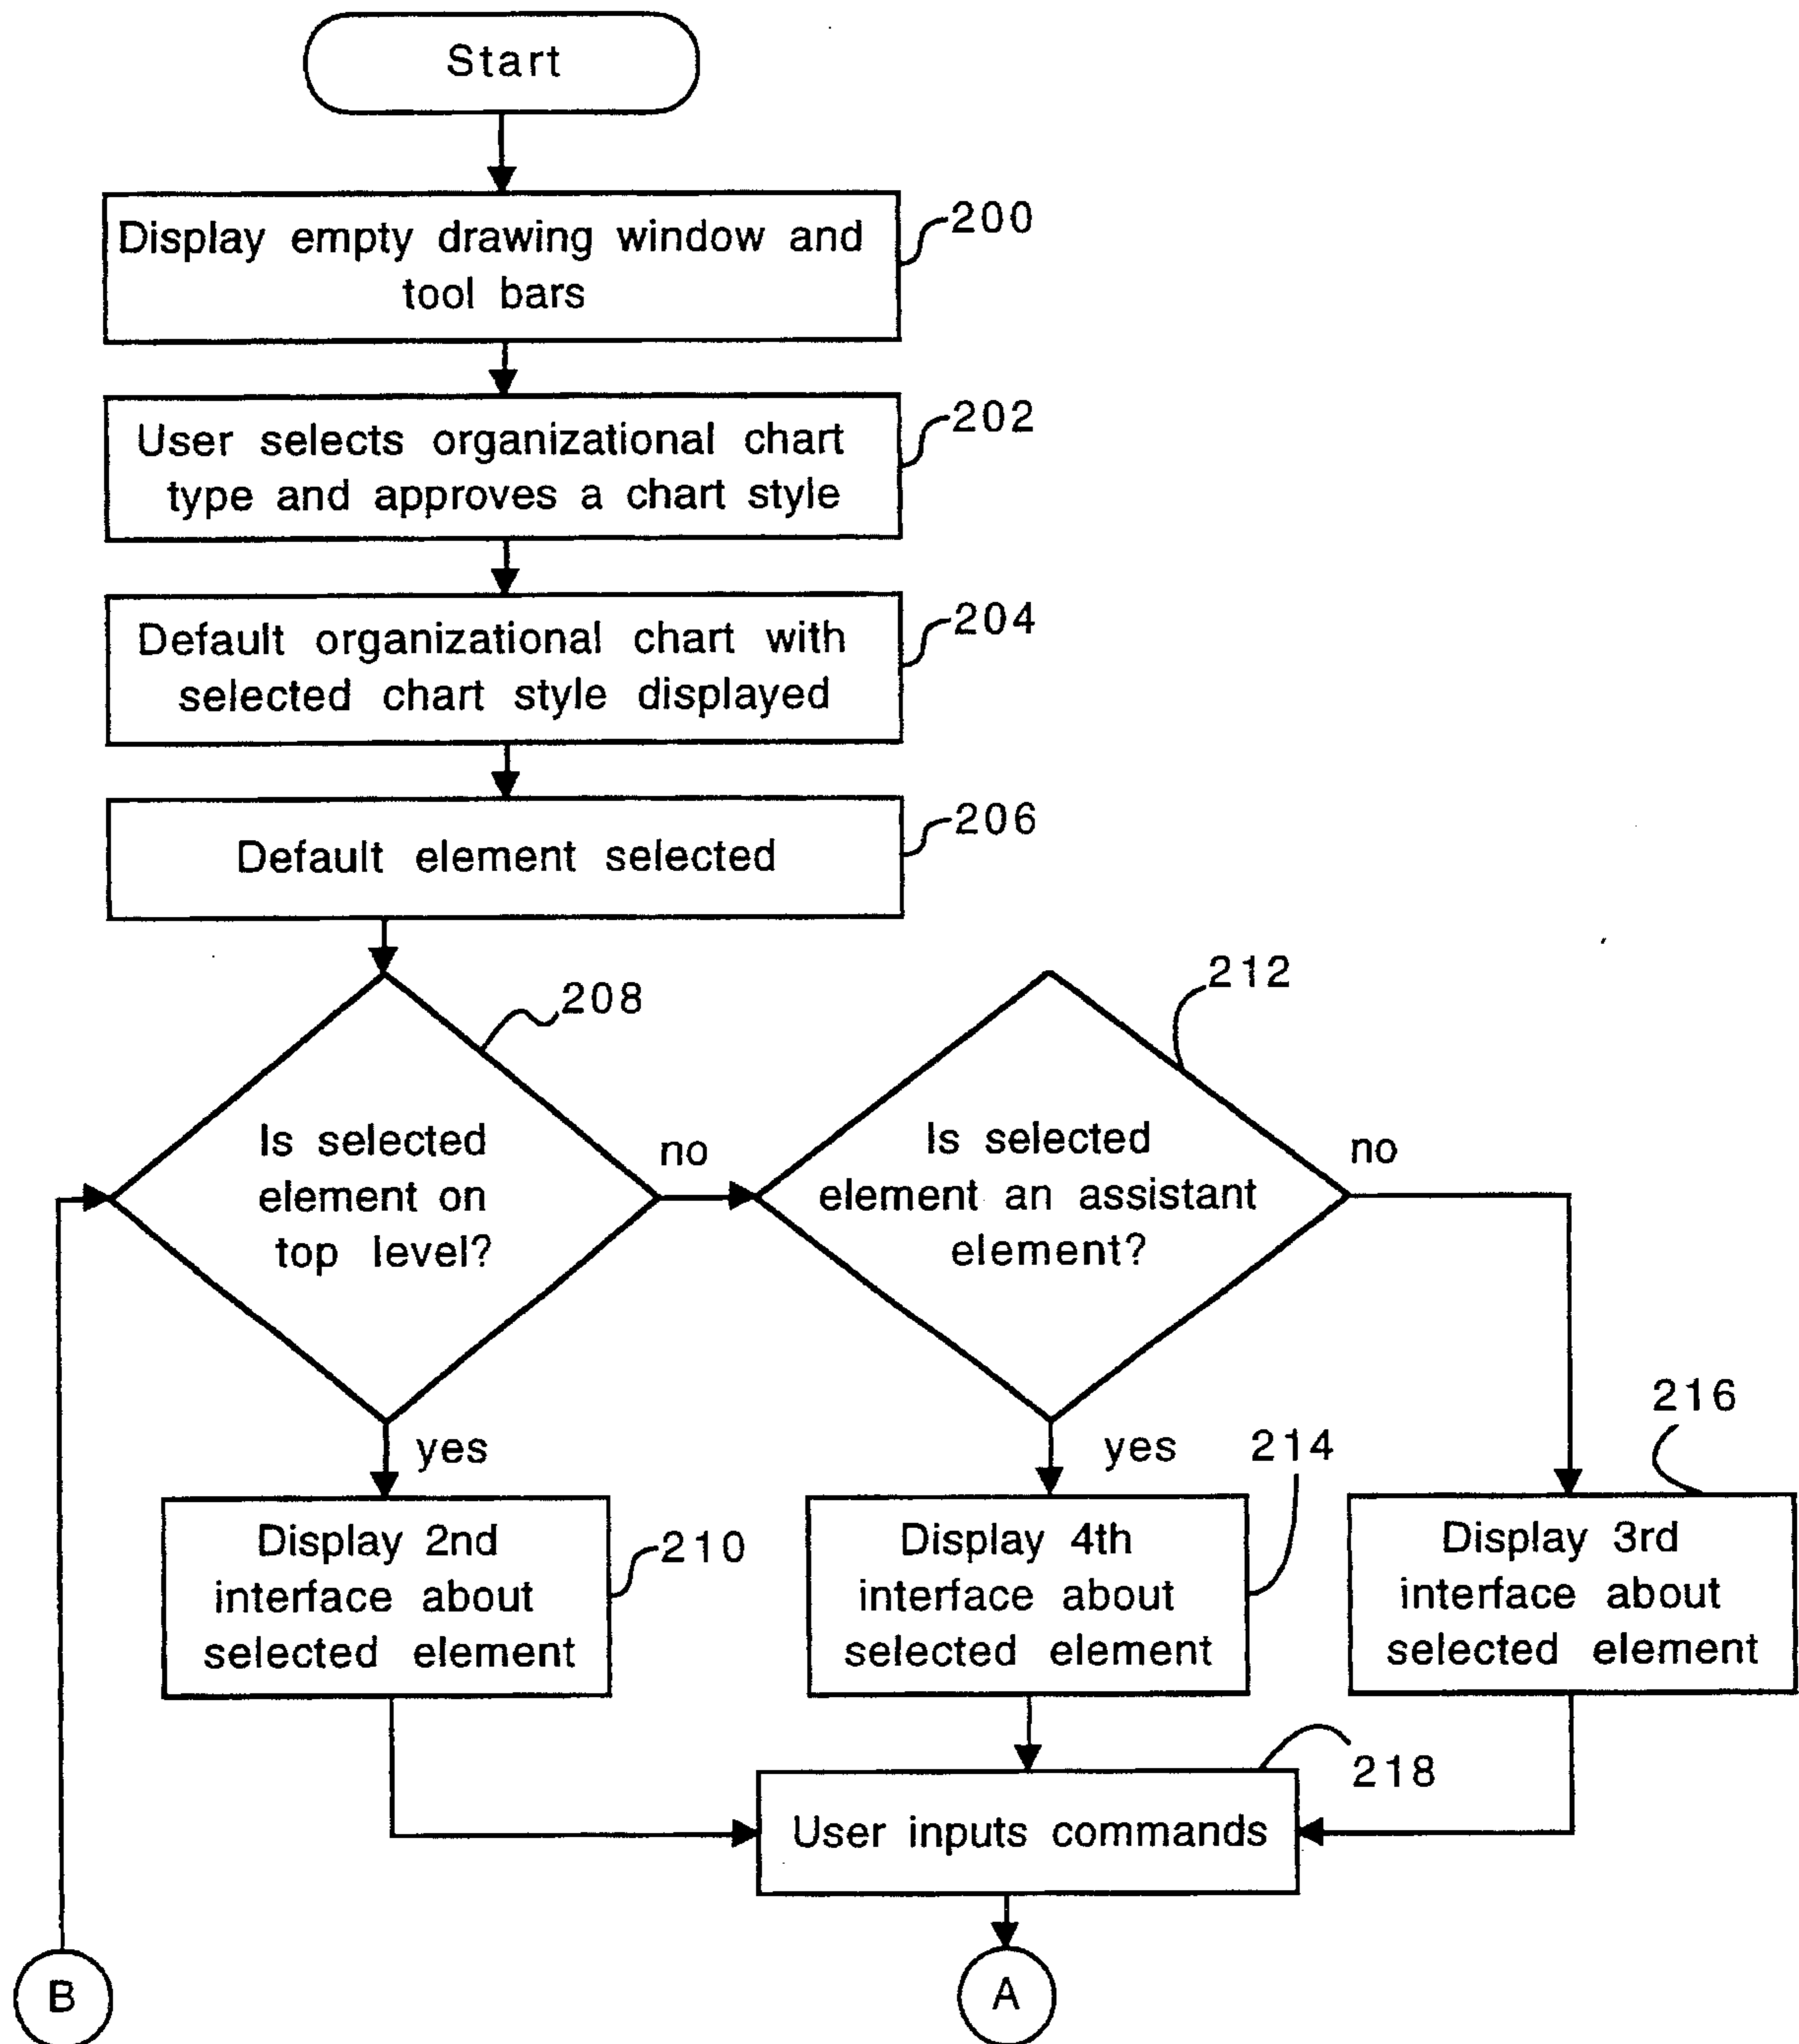 Start
200
Display empty drawing window and
tool bars
202
User selects organizational chart
type and approves a chart style
204
Default organizational chart with
selected chart style displayed
206
Default element selected
208
212
Is selected
element on
top level?
no
Is selected
element an assistant
element?
no
yes
yes
214
216
Display 2nd
interface about
selected element
210
Display 4th
interface about
selected element
Display 3rd
interface about
selected element
218
User inputs commands
B
A